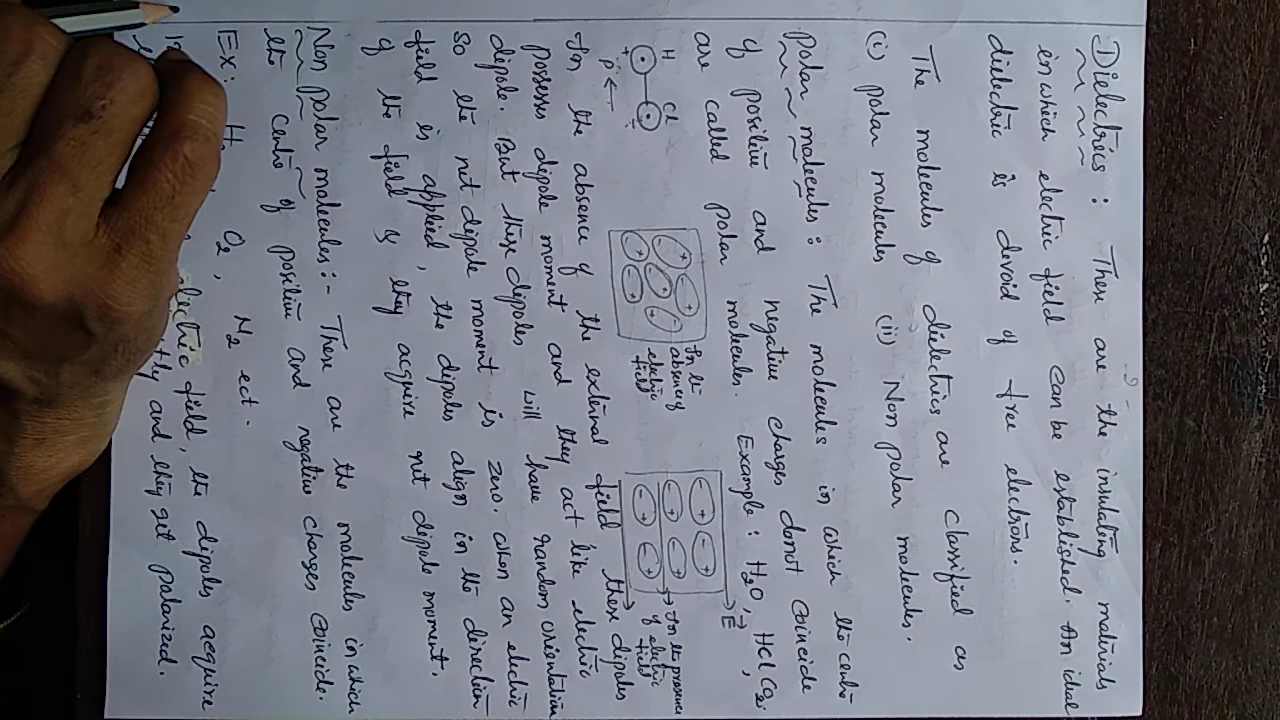 Dielectrics : These are the insulating materials
in which electric field can be established. An ideal
dielectric is devoid of free electrons.
The molecules of dielectrics are classified as
(i) polar molecules (ii) Non polar molecules.
Polar molecules : The molecules in which the centre
of positive and negative charges donot coincide
are called polar molecules. Example : H2O, HCl,
H Cl
+ -
P ←
In the
absence of
electric
field
→ E
In the presence
of electric
field
In the absence of the external field these dipoles
possess dipole moment and they act like electric
dipole. But these dipoles will have random orientation
so the net dipole moment is zero. when an electric
field is applied, the dipoles align in the direction
of the field & they acquire net dipole moment.
Non polar molecules :- These are the molecules in which
the centre of positive and negative charges coincide.
Ex : O2, N2 ect.
electric field, the dipoles acquire
and they get polarized.